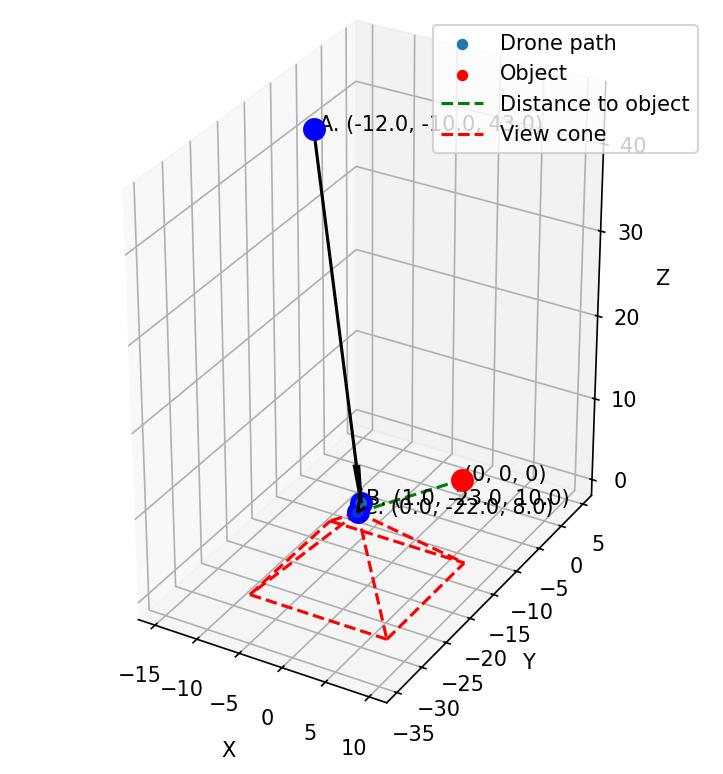 Drone path
Object
Distance to object
View cone
A. (-12.0, -10.0, 43.0)
40
30
Z
20
10
(0, 0, 0)
0
B. (1.0, -23.0, 10.0)
C. (0.0, -22.0, 8.0)
5
0
−5
−10
−15
−20
Y
−25
−30
−35
−15
−10
−5
0
5
10
X